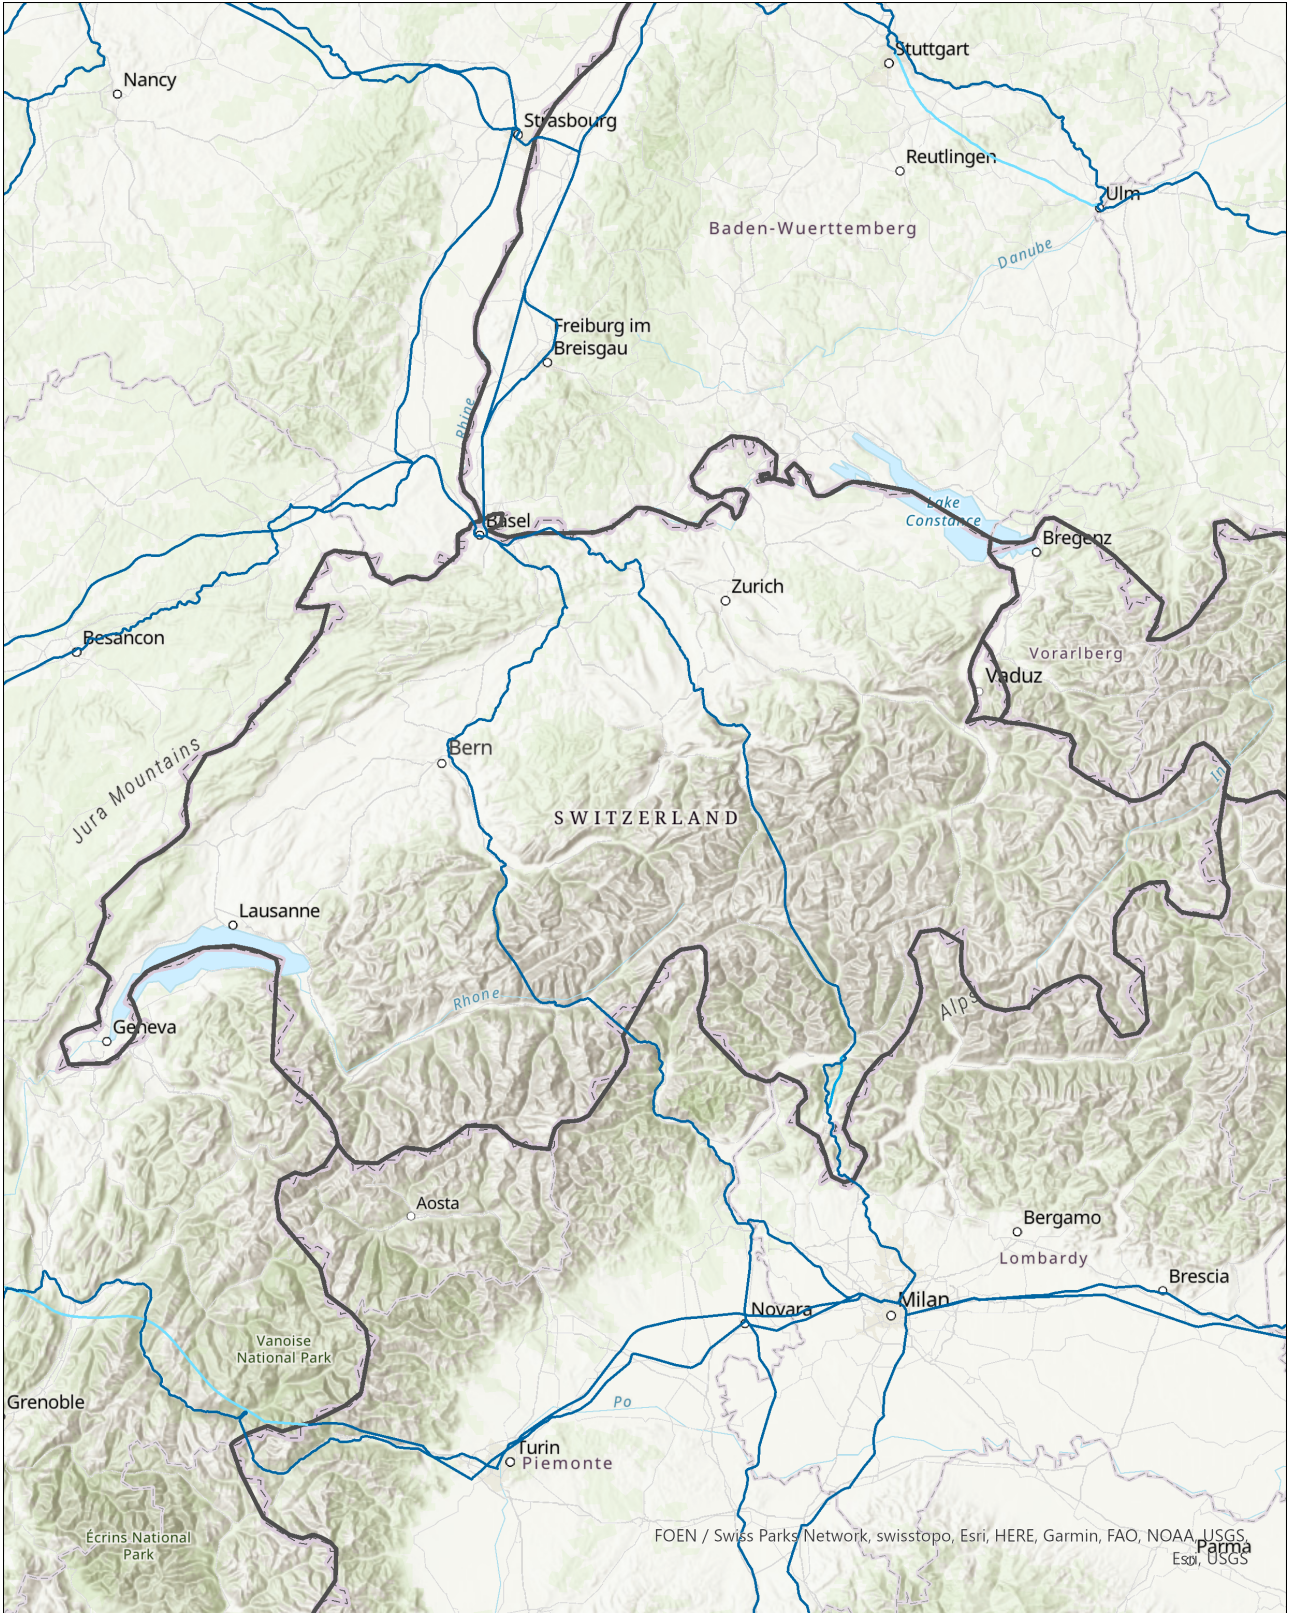 Stuttgart
Nancy
Strasbourg
Reutlingen
Ulm
Baden-Wuerttemberg
Danube
Freiburg im
Breisgau
Rhine
Lake
Constance
Basel
Bregenz
Zurich
Besancon
Vorarlberg
Vaduz
Jura Mountains
Bern
Inn
SWITZERLAND
Lausanne
Rhone
Alps
Geneva
Aosta
Bergamo
Lombardy
Brescia
Milan
Novara
Vanoise
National Park
Grenoble
Po
Turin
Piemonte
Écrins National
Park
FOEN / Swiss Parks Network, swisstopo, Esri, HERE, Garmin, FAO, NOAA, USGS,
Parma
Esri, USGS